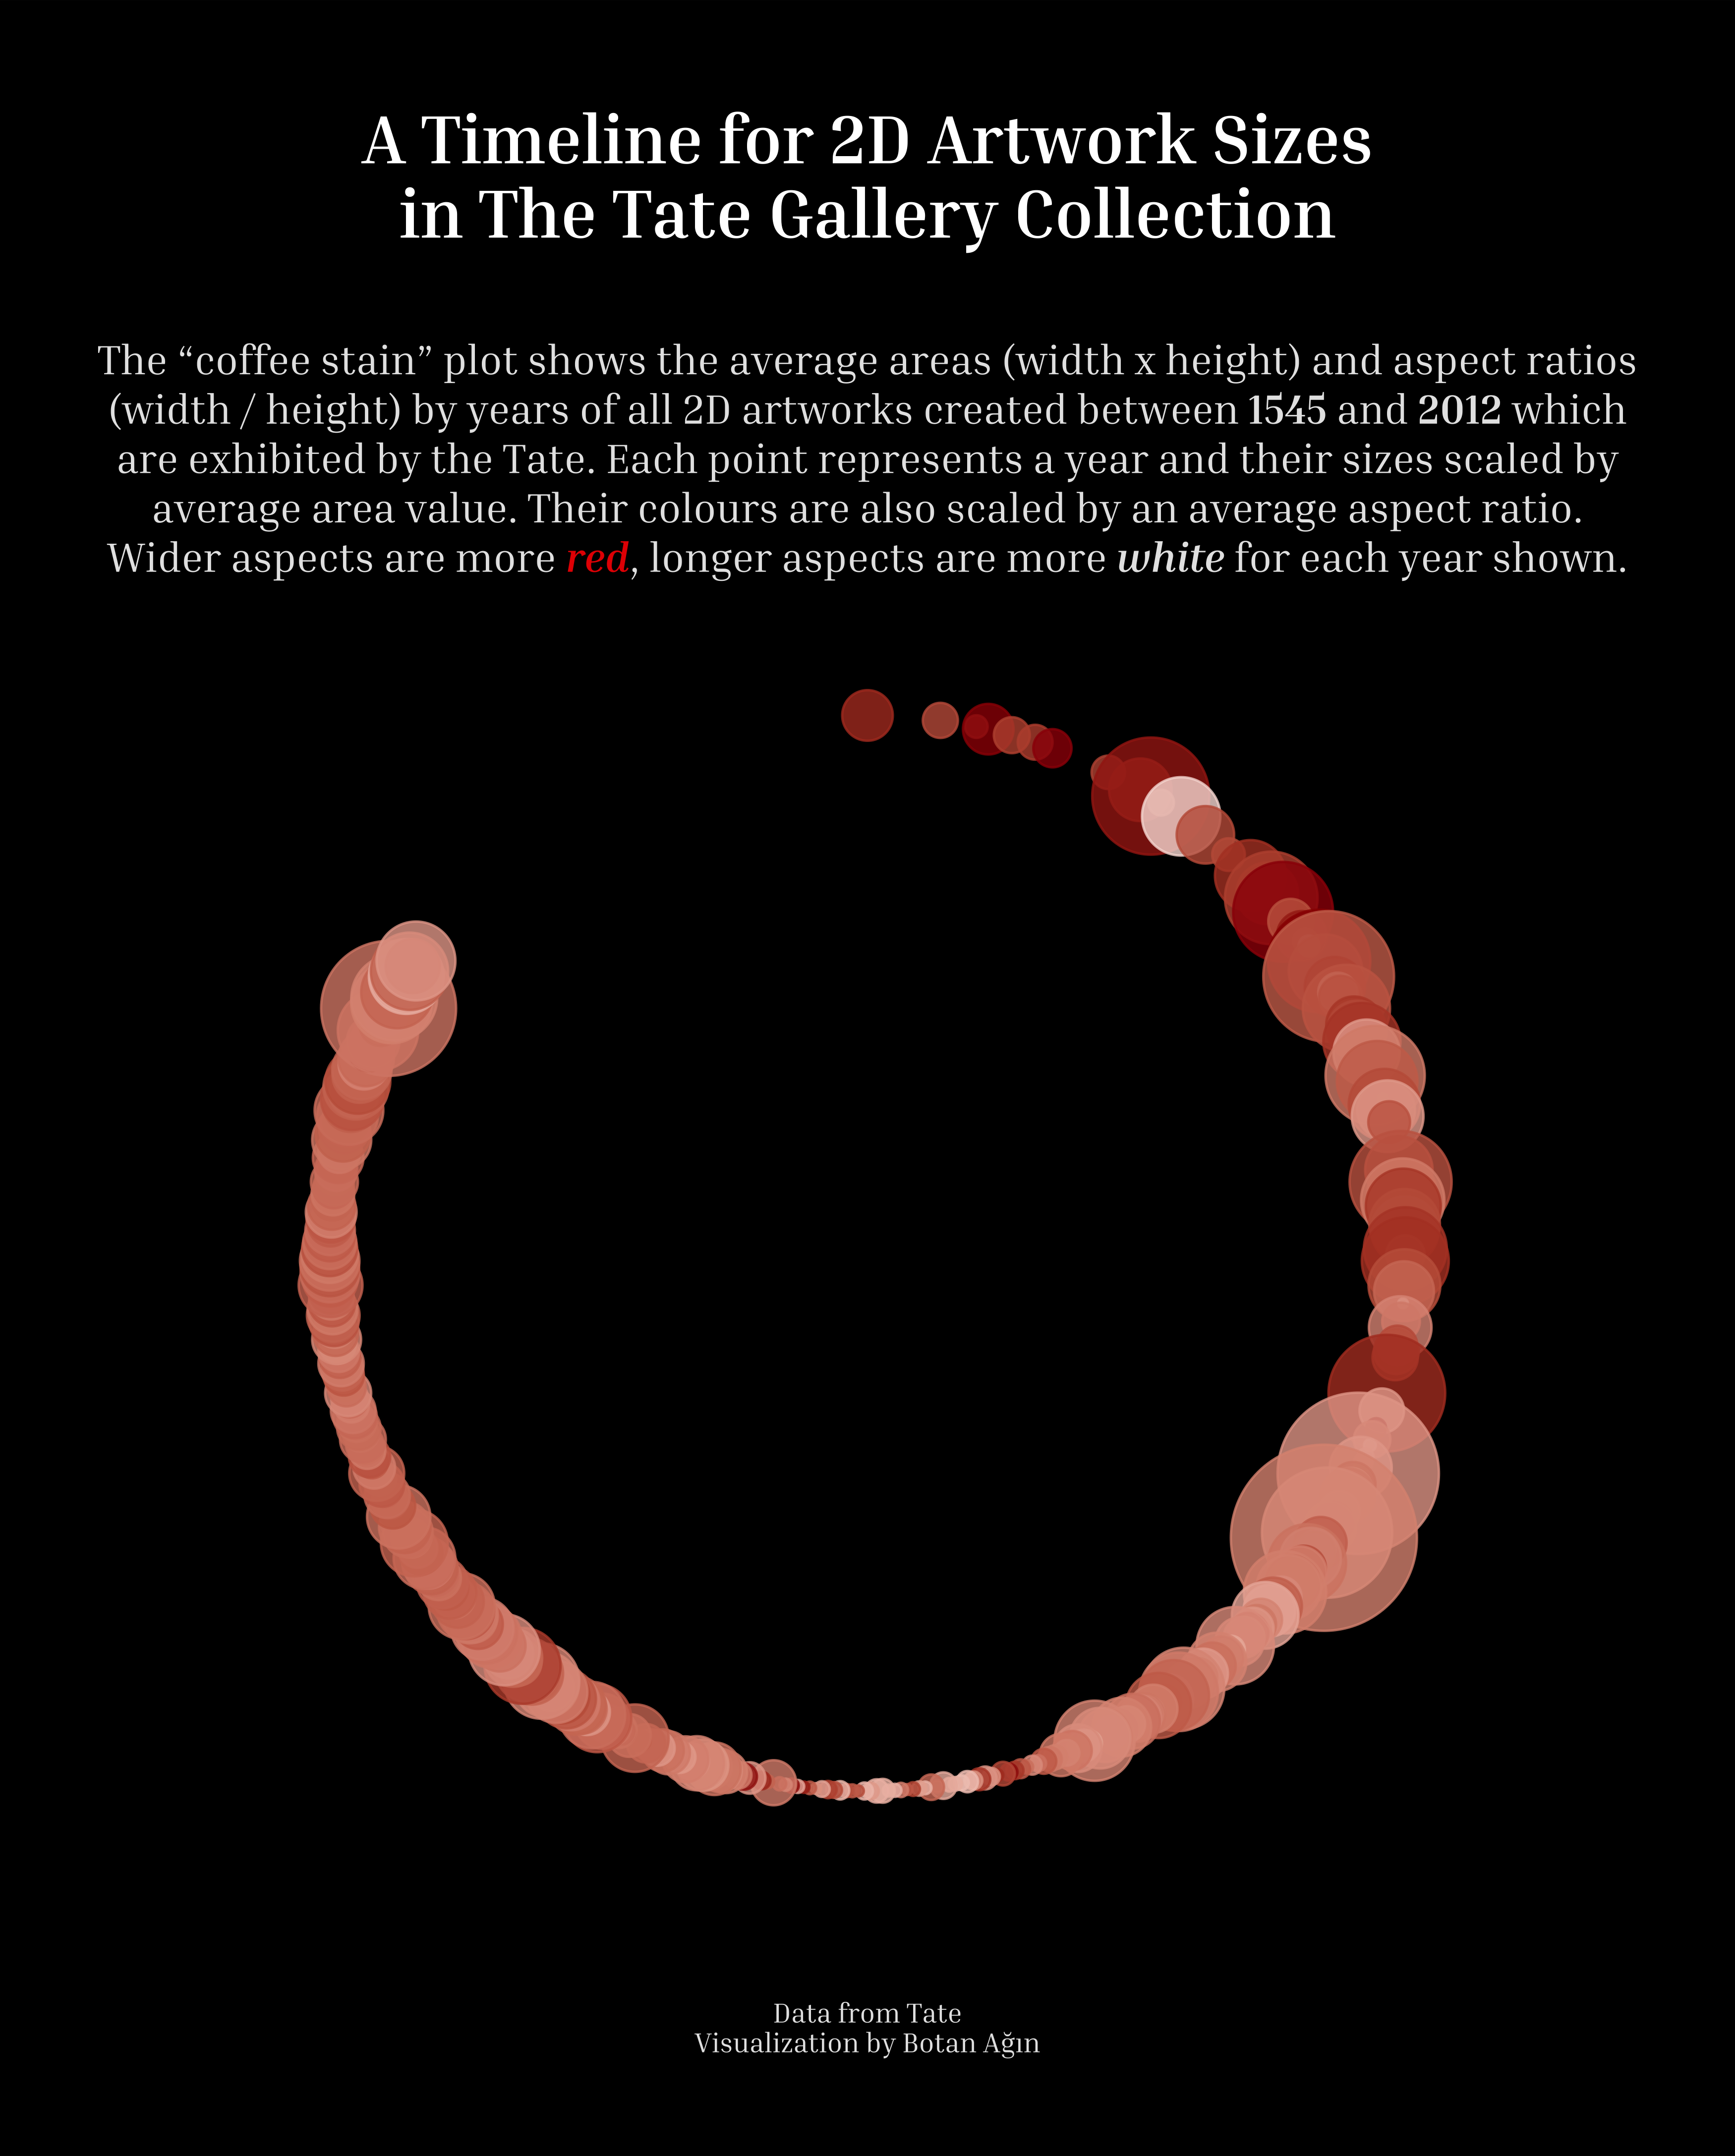 A Timeline for 2D Artwork Sizes
in The Tate Gallery Collection
The “coffee stain” plot shows the average areas (width x height) and aspect ratios
(width / height) by years of all 2D artworks created between 1545 and 2012 which
are exhibited by the Tate. Each point represents a year and their sizes scaled by
average area value. Their colours are also scaled by an average aspect ratio.
Wider aspects are more red, longer aspects are more white for each year shown.
Data from Tate
Visualization by Botan Ağın